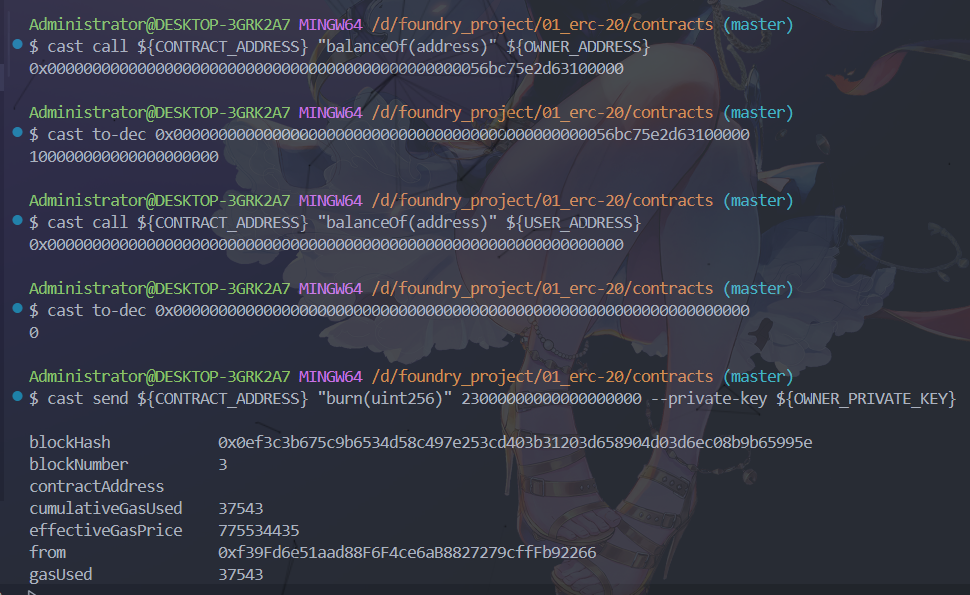 Administrator@DESKTOP-3GRK2A7 MINGW64 /d/foundry_project/01_erc-20/contracts (master)
$ cast call ${CONTRACT_ADDRESS} "balanceOf(address)" ${OWNER_ADDRESS}
0x0000000000000000000000000000000000000000000000056bc75e2d63100000
Administrator@DESKTOP-3GRK2A7 MINGW64 /d/foundry_project/01_erc-20/contracts (master)
$ cast to-dec 0x0000000000000000000000000000000000000000000000056bc75e2d63100000
100000000000000000000
Administrator@DESKTOP-3GRK2A7 MINGW64 /d/foundry_project/01_erc-20/contracts (master)
$ cast call ${CONTRACT_ADDRESS} "balanceOf(address)" ${USER_ADDRESS}
0x0000000000000000000000000000000000000000000000000000000000000000
Administrator@DESKTOP-3GRK2A7 MINGW64 /d/foundry_project/01_erc-20/contracts (master)
$ cast to-dec 0x0000000000000000000000000000000000000000000000000000000000000000
0
Administrator@DESKTOP-3GRK2A7 MINGW64 /d/foundry_project/01_erc-20/contracts (master)
$ cast send ${CONTRACT_ADDRESS} "burn(uint256)" 23000000000000000000 --private-key ${OWNER_PRIVATE_KEY}
blockHash 0x0ef3c3b675c9b6534d58c497e253cd403b31203d658904d03d6ec08b9b65995e
blockNumber 3
contractAddress
cumulativeGasUsed 37543
effectiveGasPrice 775534435
from 0xf39Fd6e51aad88F6F4ce6aB8827279cffFb92266
gasUsed 37543